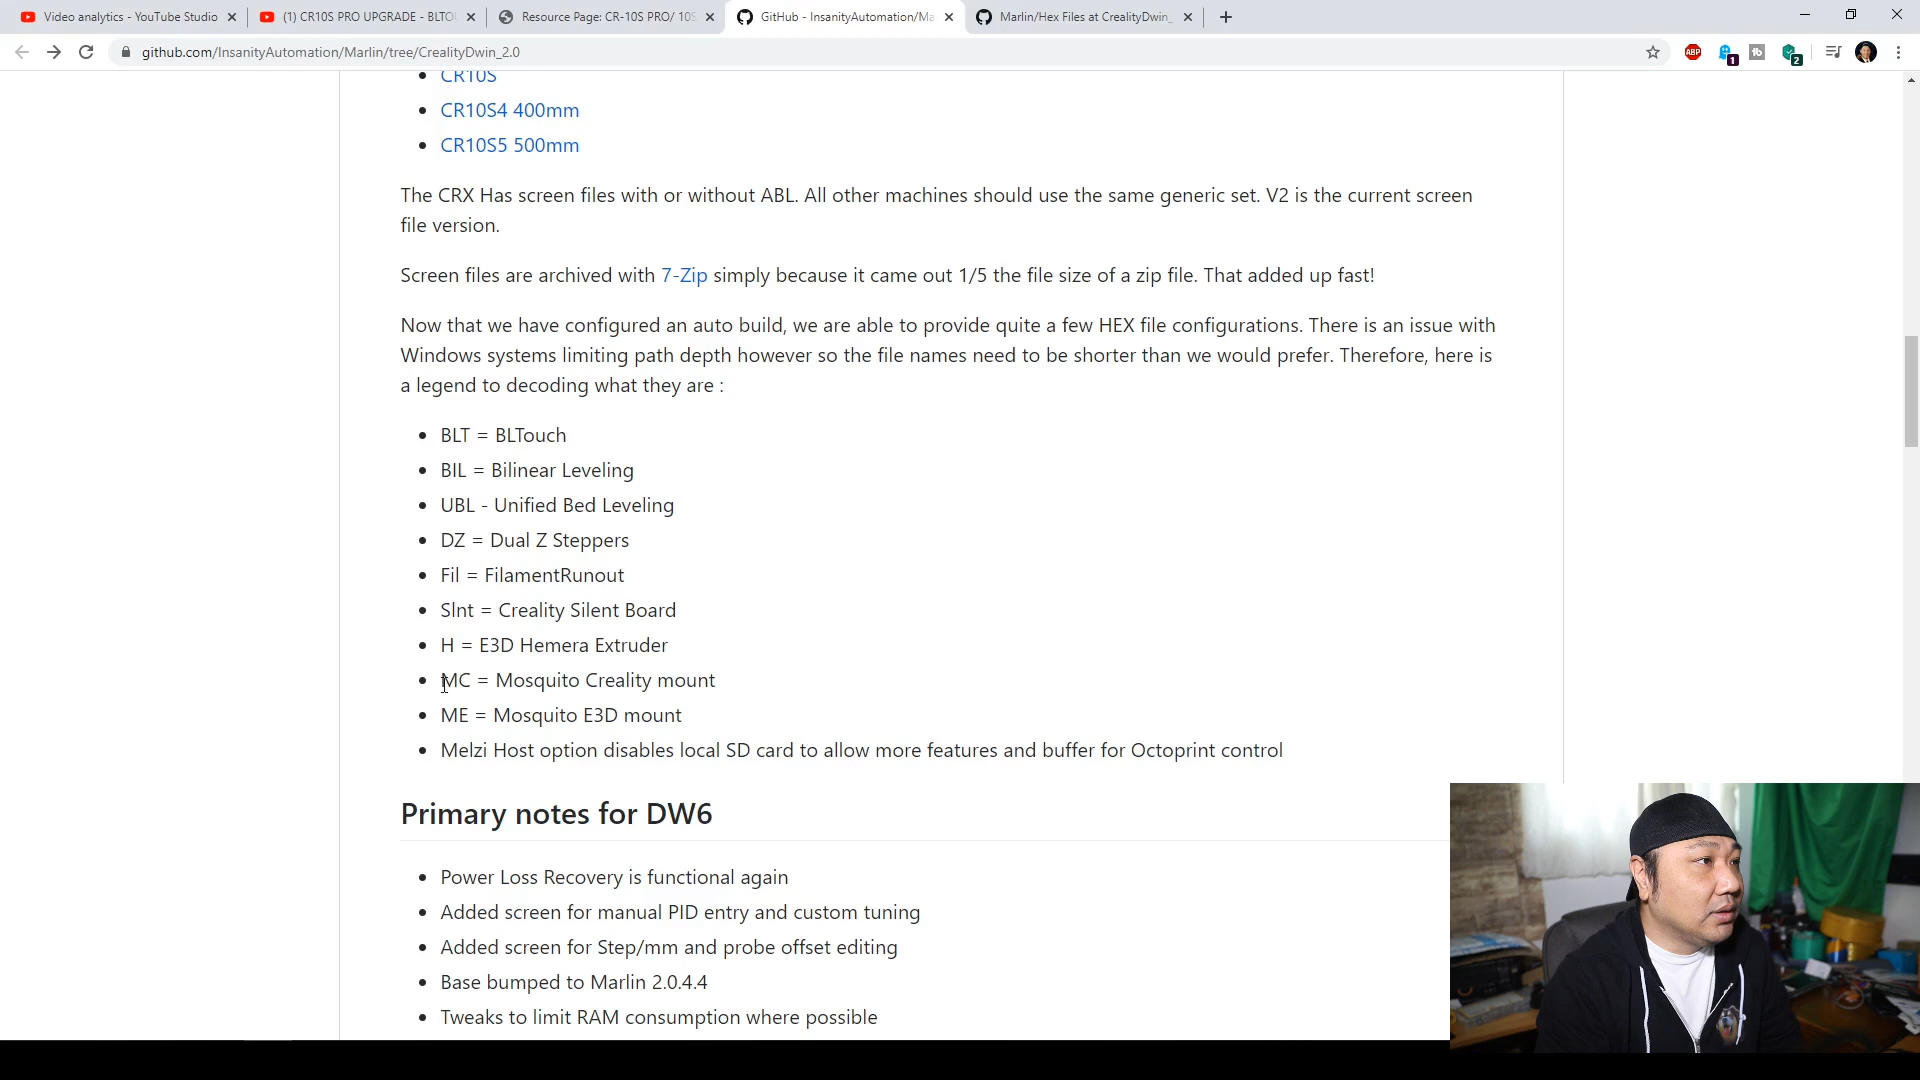 Video analytics - YouTube Studio
(1) CR10S PRO UPGRADE - BLTO
Resource Page: CR-10S PRO/ 10S
GitHub - InsanityAutomation/Ma
Marlin/Hex Files at CrealityDwin_
github.com/InsanityAutomation/Marlin/tree/CrealityDwin_2.0
ABP
1
tb
2
CR10S
CR10S4 400mm
CR10S5 500mm
The CRX Has screen files with or without ABL. All other machines should use the same generic set. V2 is the current screen
file version.
Screen files are archived with 7-Zip simply because it came out 1/5 the file size of a zip file. That added up fast!
Now that we have configured an auto build, we are able to provide quite a few HEX file configurations. There is an issue with
Windows systems limiting path depth however so the file names need to be shorter than we would prefer. Therefore, here is
a legend to decoding what they are :
BLT = BLTouch
BIL = Bilinear Leveling
UBL - Unified Bed Leveling
DZ = Dual Z Steppers
Fil = FilamentRunout
Slnt = Creality Silent Board
H = E3D Hemera Extruder
MC = Mosquito Creality mount
ME = Mosquito E3D mount
Melzi Host option disables local SD card to allow more features and buffer for Octoprint control
Primary notes for DW6
Power Loss Recovery is functional again
Added screen for manual PID entry and custom tuning
Added screen for Step/mm and probe offset editing
Base bumped to Marlin 2.0.4.4
Tweaks to limit RAM consumption where possible